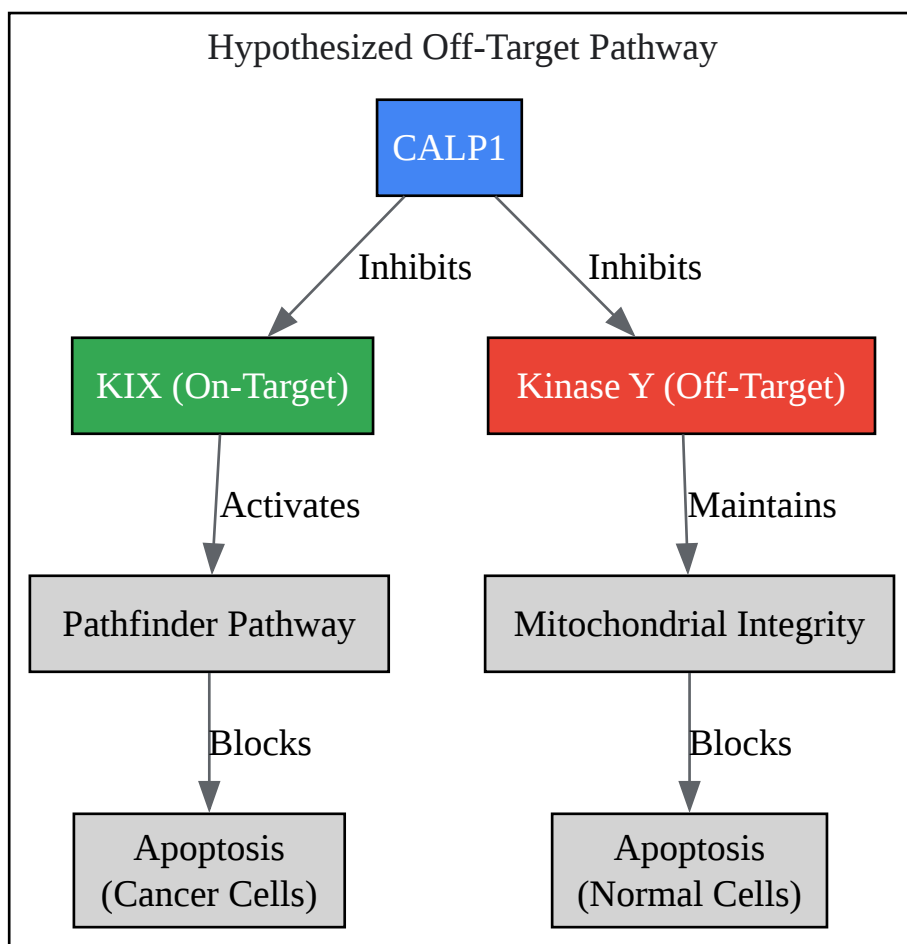 Hypothesized Off-Target Pathway
CALP1
Inhibits
Inhibits
KIX (On-Target)
Kinase Y (Off-Target)
Activates
Maintains
Pathfinder Pathway
Mitochondrial Integrity
Blocks
Blocks
Apoptosis
(Cancer Cells)
Apoptosis
(Normal Cells)